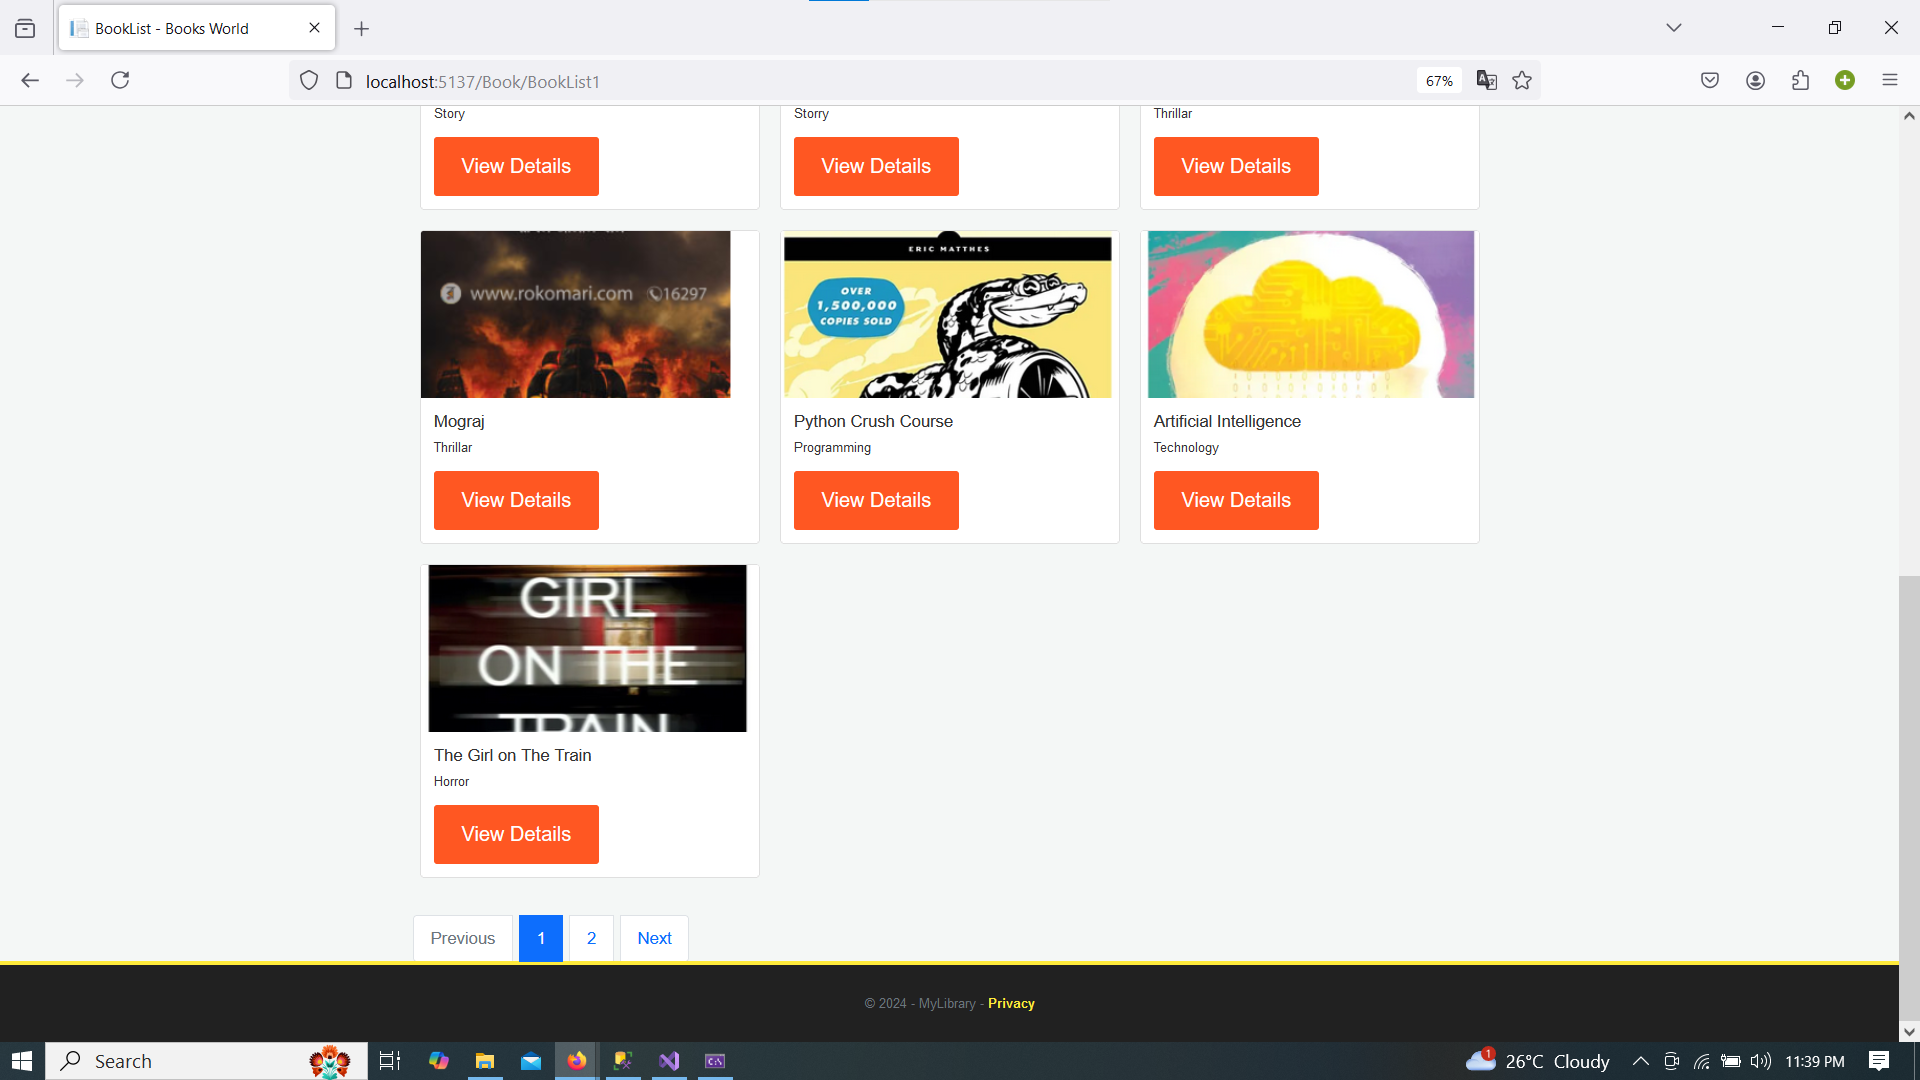 BookList - Books World
localhost:5137/Book/BookList1
67%
Story
Storry
Thrillar
View Details
View Details
View Details
www.rokomari.com 16297
ERIC MATTHES
OVER
1,500,000
COPIES SOLD
Mograj
Python Crush Course
Artificial Intelligence
Thrillar
Programming
Technology
View Details
View Details
View Details
GIRL
ON THE
TRAIN
The Girl on The Train
Horror
View Details
Previous
1
2
Next
© 2024 - MyLibrary - Privacy
Search
1
26°C Cloudy
11:39 PM